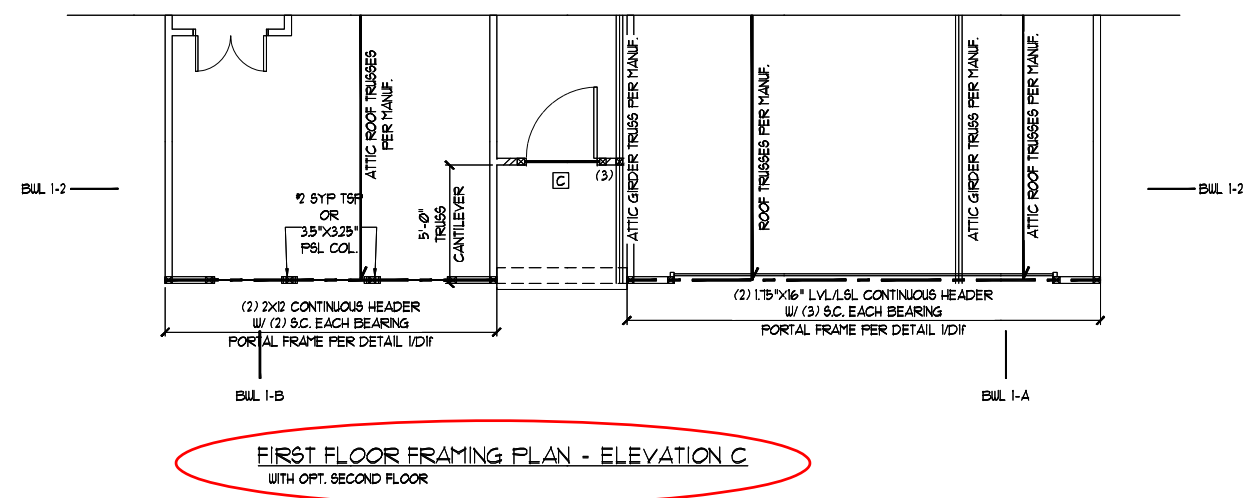 ATTIC ROOF TRUSSES
PER MANUF.
ATTIC GIRDER TRUSS PER MANUF.
ROOF TRUSSES PER MANUF.
ATTIC GIRDER TRUSS PER MANUF.
ATTIC ROOF TRUSSES PER MANUF.
BWL 1-2
BWL 1-2
C
(3)
#2 SYP TSP
OR
3.5"X3.25"
PSL COL.
5'-0"
TRUSS
CANTILEVER
(2) 2X12 CONTINUOUS HEADER
W/ (2) S.C. EACH BEARING
PORTAL FRAME PER DETAIL 1/D1f
(2) 1.75"X16" LVL/LSL CONTINUOUS HEADER
W/ (3) S.C. EACH BEARING
PORTAL FRAME PER DETAIL 1/D1f
BWL 1-B
BWL 1-A
FIRST FLOOR FRAMING PLAN - ELEVATION C
WITH OPT. SECOND FLOOR